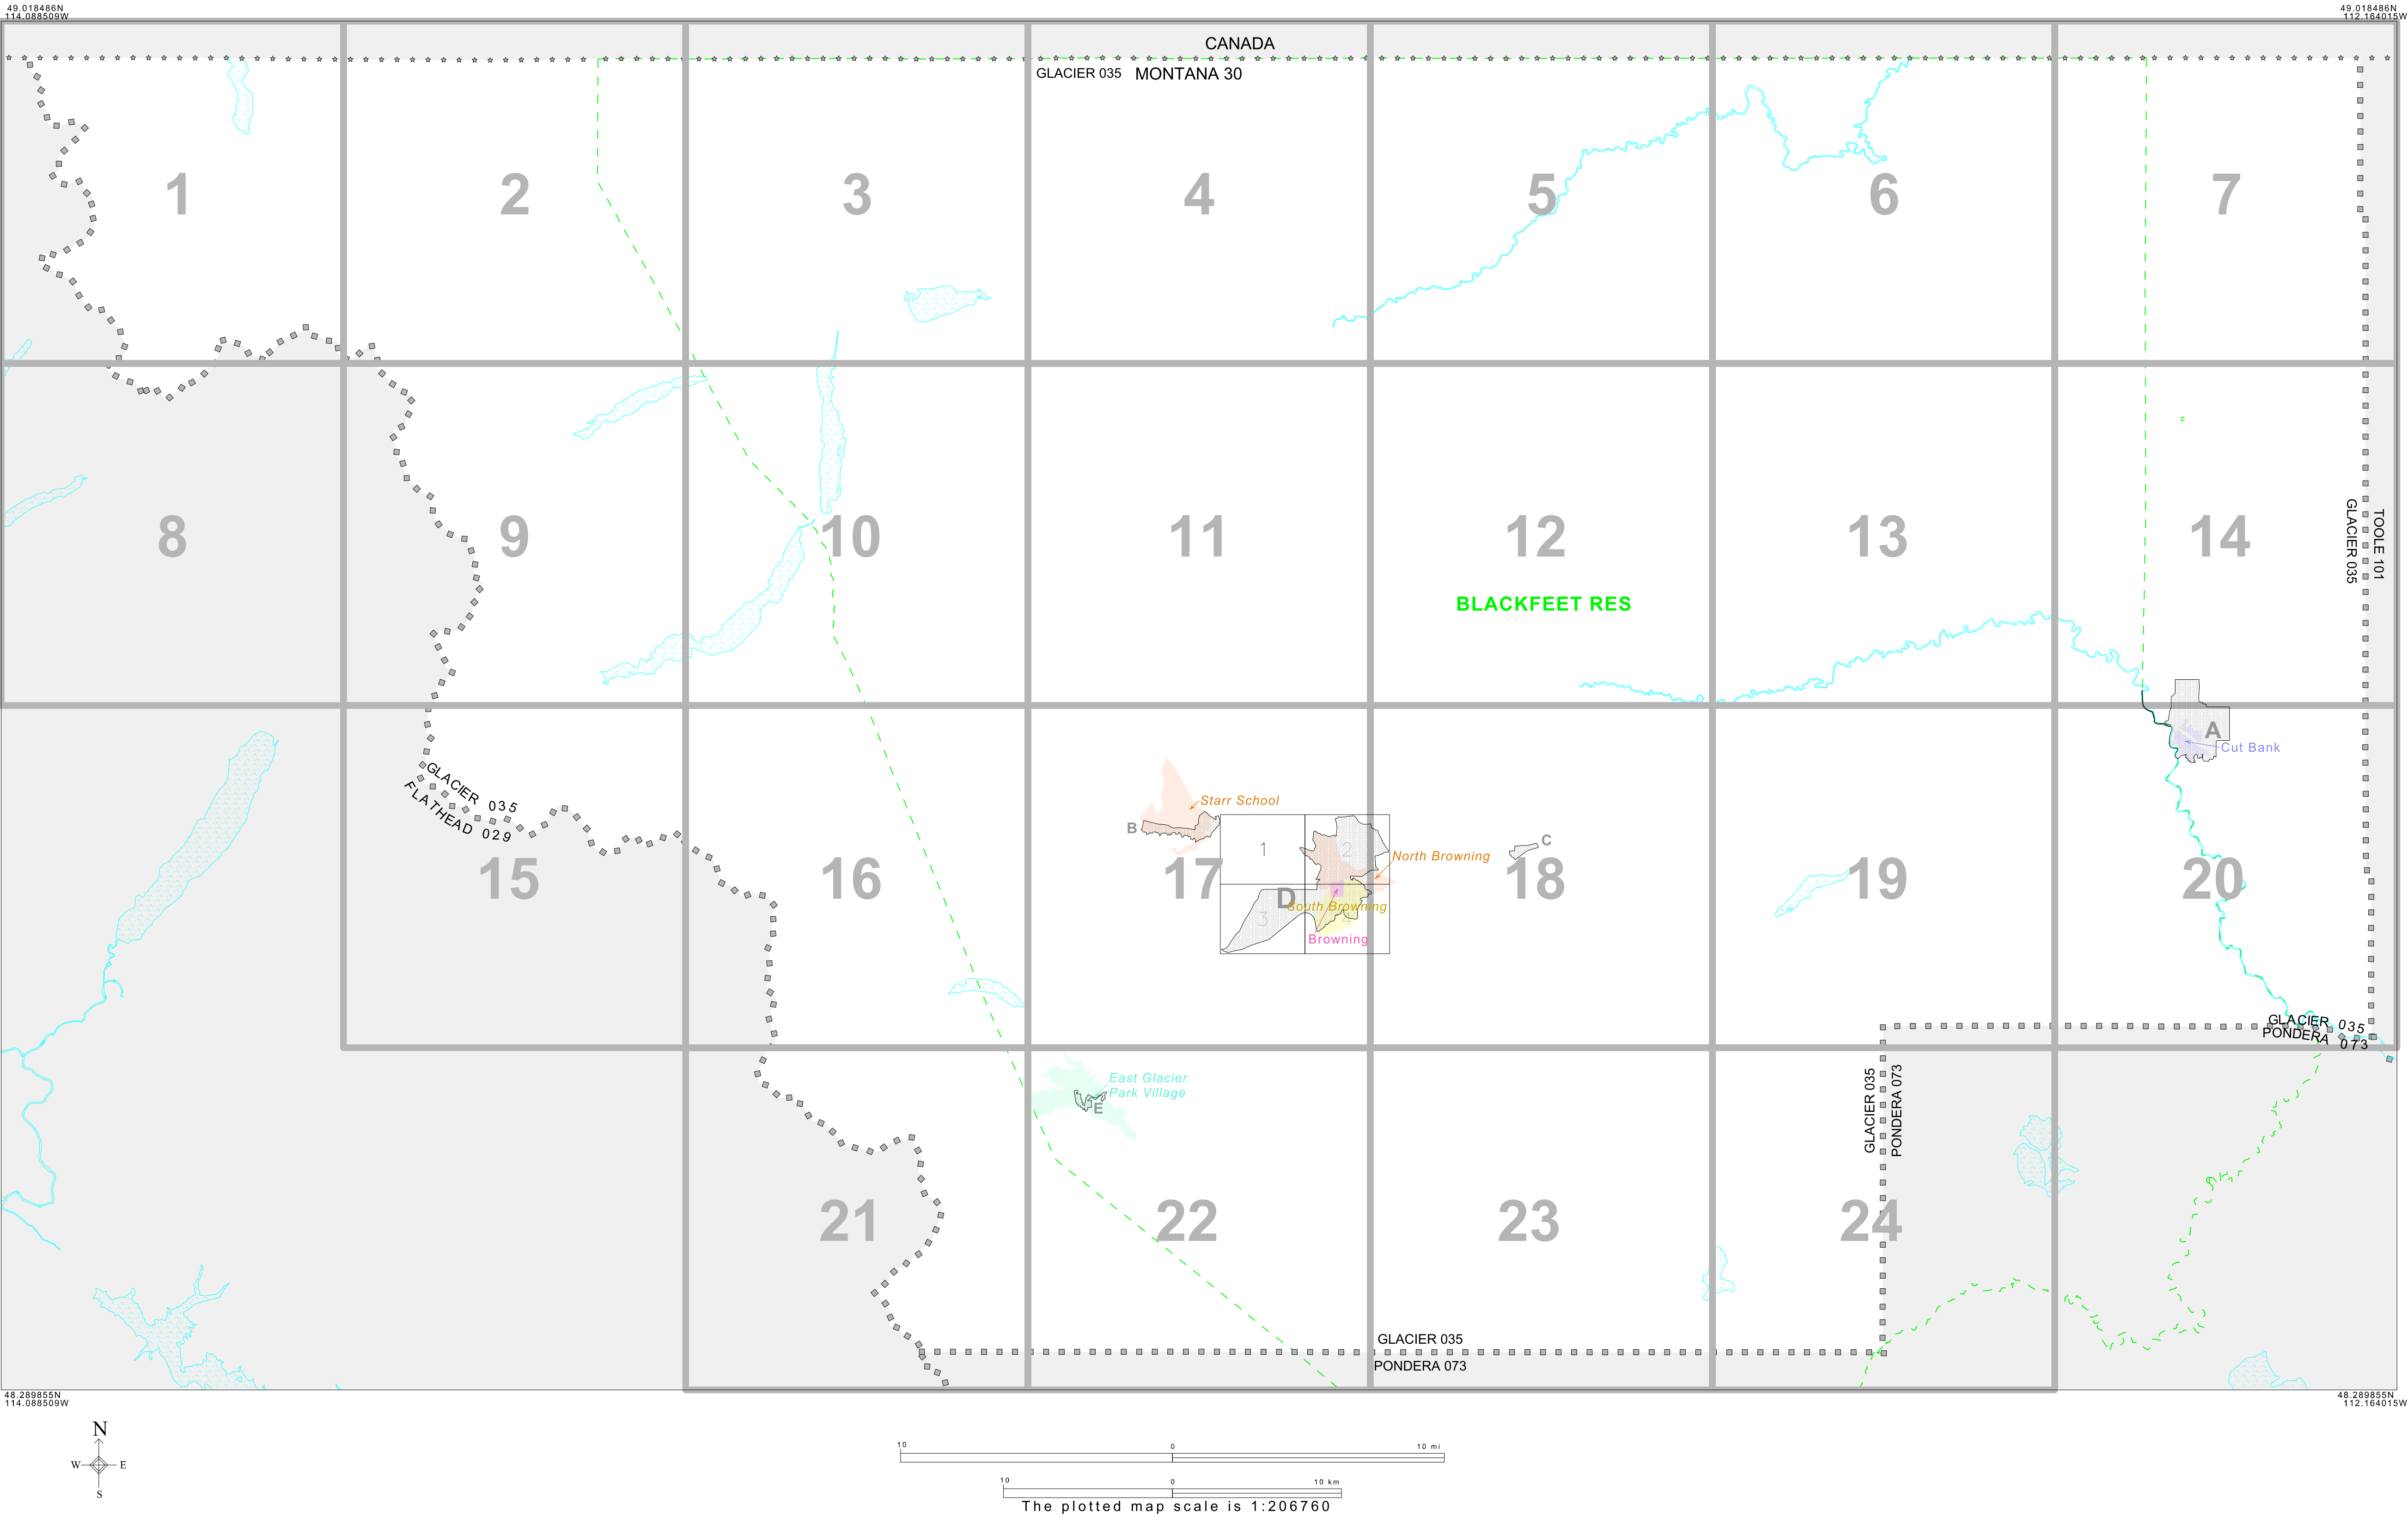 49.018486N
114.088509W
49.018486N
112.164015W
CANADA
GLACIER 035 MONTANA 30
1
2
3
4
5
6
7
8
9
10
11
12
13
14
GLACIER 035
TOOLE 101
BLACKFEET RES
A
Cut Bank
GLACIER 035
FLATHEAD 029
Starr School
B
C
1
2
North Browning
15
16
17
18
19
20
D
South Browning
3
4
Browning
GLACIER 035
PONDERA 073
East Glacier
Park Village
E
GLACIER 035
PONDERA 073
21
22
23
24
GLACIER 035
PONDERA 073
48.289855N
114.088509W
48.289855N
112.164015W
N
W E
S
10 0 10 mi
10 0 10 km
The plotted map scale is 1:206760